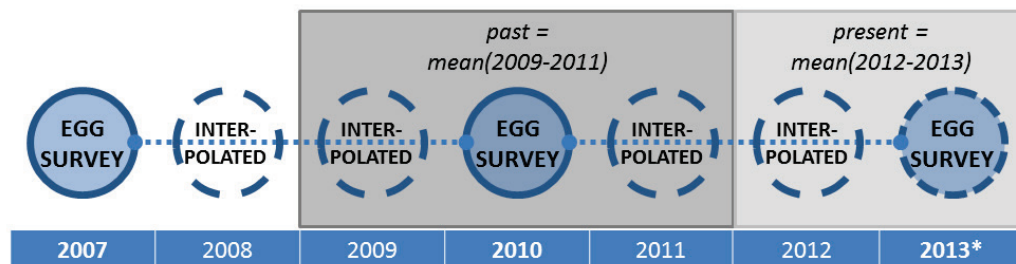 past =
mean(2009-2011)
present =
mean(2012-2013)
EGG
SURVEY
INTER-
POLATED
INTER-
POLATED
EGG
SURVEY
INTER-
POLATED
INTER-
POLATED
EGG
SURVEY
2007 2008 2009 2010 2011 2012 2013*